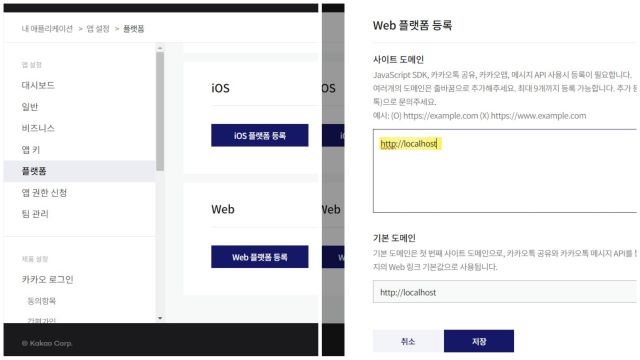 내 애플리케이션 > 앱 설정 > 플랫폼
앱 설정
대시보드
일반
비즈니스
앱 키
플랫폼
앱 권한 신청
팀 관리
제품 설정
카카오 로그인
동의항목
간편가입
© Kakao Corp.
iOS
iOS 플랫폼 등록
Web
Web 플랫폼 등록
Web 플랫폼 등록
사이트 도메인
JavaScript SDK, 카카오톡 공유, 카카오맵, 메시지 API 사용시 등록이 필요합니다.
여러개의 도메인은 줄바꿈으로 추가해주세요. 최대 9개까지 등록 가능합니다. 추가 등
톡)으로 문의주세요.
예시: (O) https://example.com (X) https://www.example.com
http://localhost
기본 도메인
기본 도메인은 첫 번째 사이트 도메인으로, 카카오톡 공유와 카카오톡 메시지 API를 통
지의 Web 링크 기본값으로 사용됩니다.
http://localhost
취소
저장